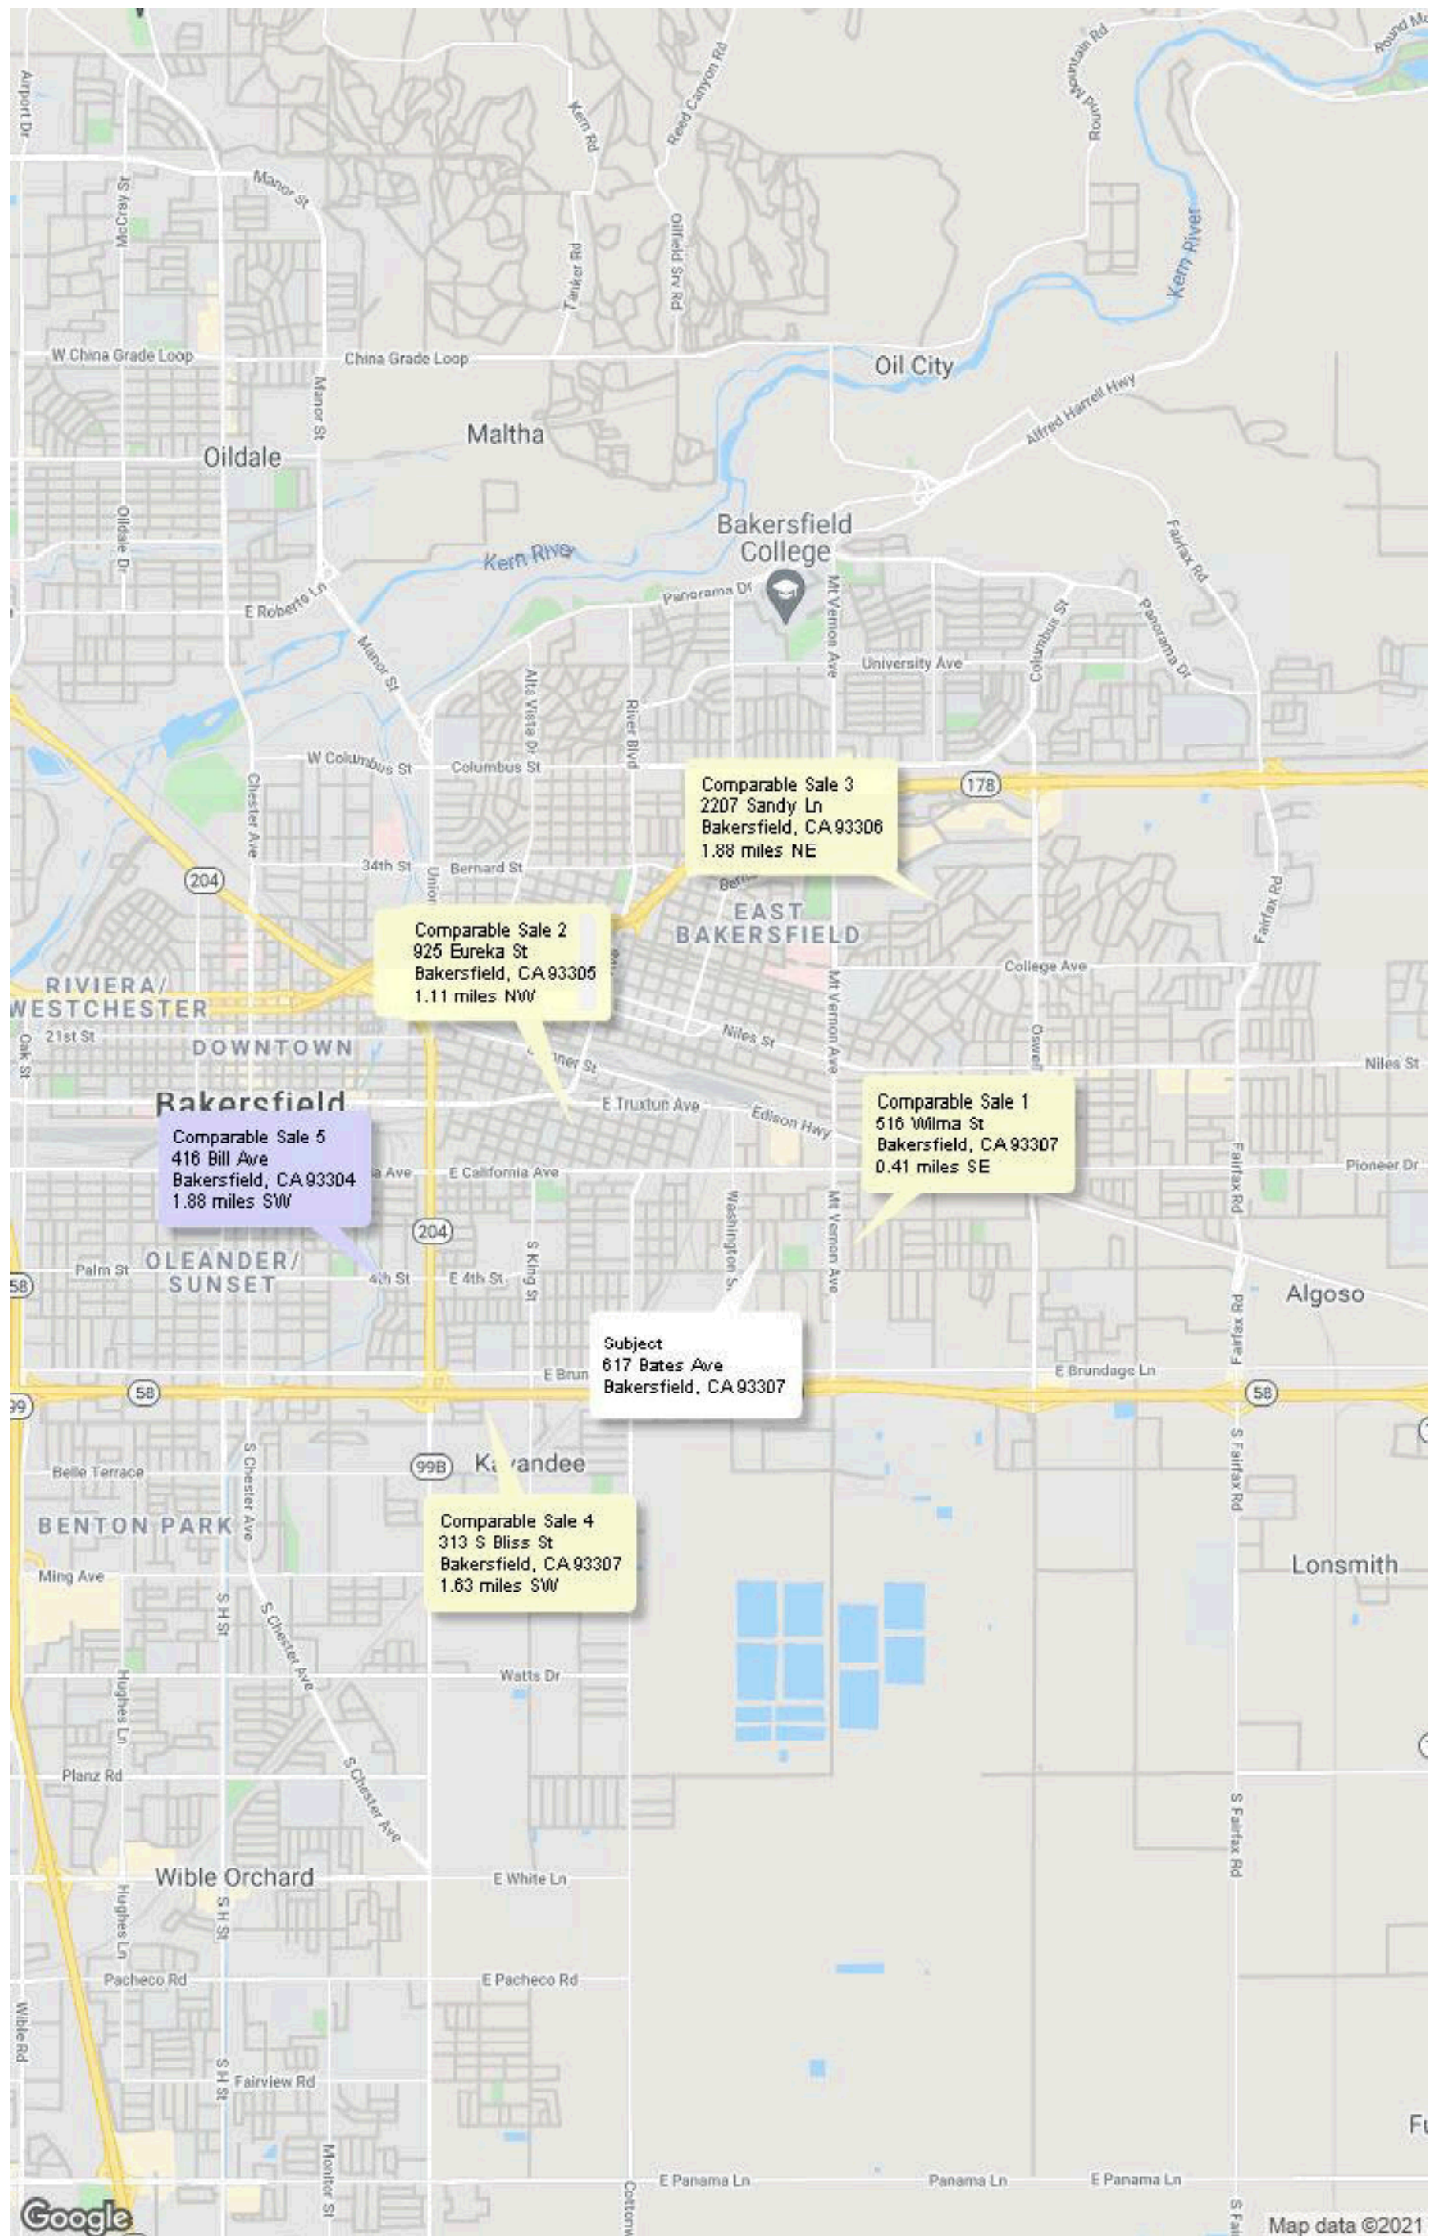 Round Mo
Airport Dr
McCray St
Manor St
Kern Rd
Reed Canyon Rd
Round Mountain Rd
Kern River
Tanker Rd
Oilfield Srv Rd
W China Grade Loop
China Grade Loop
Oil City
Manor St
Alfred Harrell Hwy
Maltha
Oildale
Oildale Dr
Bakersfield
College
Fairfax Rd
Kern River
E Roberts Ln
Panorama Dr
Mt Vernon Ave
Columbus St
Panorama Dr
Manor St
University Ave
Alta Vista Dr
River Blvd
W Columbus St
Columbus St
Chester Ave
Comparable Sale 3
2207 Sandy Ln
Bakersfield, CA 93306
1.88 miles NE
178
34th St
Bernard St
204
Union
Fairfax Rd
EAST
BAKERSFIELD
Comparable Sale 2
925 Eureka St
Bakersfield, CA 93305
1.11 miles NW
College Ave
RIVIERA/
WESTCHESTER
Mt Vernon Ave
21st St
Oak St
DOWNTOWN
Niles St
Oswell
Niles St
Bakersfield
E Truxtun Ave
Edison Hwy
Comparable Sale 1
516 Wilma St
Bakersfield, CA 93307
0.41 miles SE
Comparable Sale 5
416 Bill Ave
Bakersfield, CA 93304
1.88 miles SW
ia Ave
E California Ave
Fairfax Rd
Pioneer Dr
Washington S
Mt Vernon Ave
204
S King St
OLEANDER/
SUNSET
Palm St
4th St
E 4th St
58
Algoso
Fairfax Rd
Subject
617 Bates Ave
Bakersfield, CA 93307
E Brun
E Brundage Ln
58
58
99
S Chester Ave
99B
Kayandee
S Fairfax Rd
Belle Terrace
BENTON PARK
Comparable Sale 4
313 S Bliss St
Bakersfield, CA 93307
1.63 miles SW
Lonsmith
Ming Ave
S H St
S Chester Ave
Hughes Ln
Watts Dr
Planz Rd
S Chester Ave
S Fairfax Rd
Wible Orchard
E White Ln
Hughes Ln
S H St
Pacheco Rd
E Pacheco Rd
Wible Rd
S H St
Fairview Rd
Fu
Monitor St
Cottonw
E Panama Ln
Panama Ln
E Panama Ln
S Fai
Google
Map data ©2021